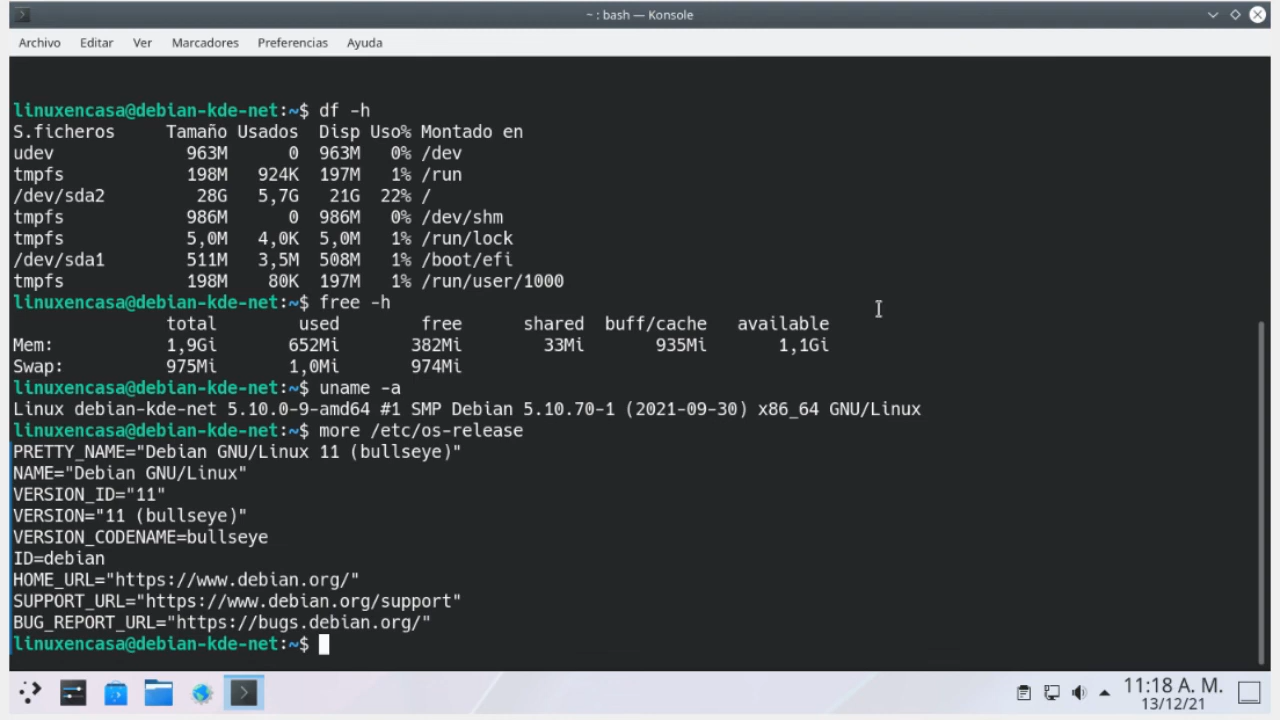 ~ : bash — Konsole
Archivo Editar Ver Marcadores Preferencias Ayuda
linuxencasa@debian-kde-net:~$ df -h
S.ficheros     Tamaño Usados  Disp Uso% Montado en
udev             963M      0  963M   0% /dev
tmpfs            198M   924K  197M   1% /run
/dev/sda2         28G   5,7G   21G  22% /
tmpfs            986M      0  986M   0% /dev/shm
tmpfs            5,0M   4,0K  5,0M   1% /run/lock
/dev/sda1        511M   3,5M  508M   1% /boot/efi
tmpfs            198M    80K  197M   1% /run/user/1000
linuxencasa@debian-kde-net:~$ free -h
               total        used        free      shared  buff/cache   available
Mem:           1,9Gi       652Mi       382Mi        33Mi       935Mi       1,1Gi
Swap:          975Mi       1,0Mi       974Mi
linuxencasa@debian-kde-net:~$ uname -a
Linux debian-kde-net 5.10.0-9-amd64 #1 SMP Debian 5.10.70-1 (2021-09-30) x86_64 GNU/Linux
linuxencasa@debian-kde-net:~$ more /etc/os-release
PRETTY_NAME="Debian GNU/Linux 11 (bullseye)"
NAME="Debian GNU/Linux"
VERSION_ID="11"
VERSION="11 (bullseye)"
VERSION_CODENAME=bullseye
ID=debian
HOME_URL="https://www.debian.org/"
SUPPORT_URL="https://www.debian.org/support"
BUG_REPORT_URL="https://bugs.debian.org/"
linuxencasa@debian-kde-net:~$
11:18 A. M.
13/12/21